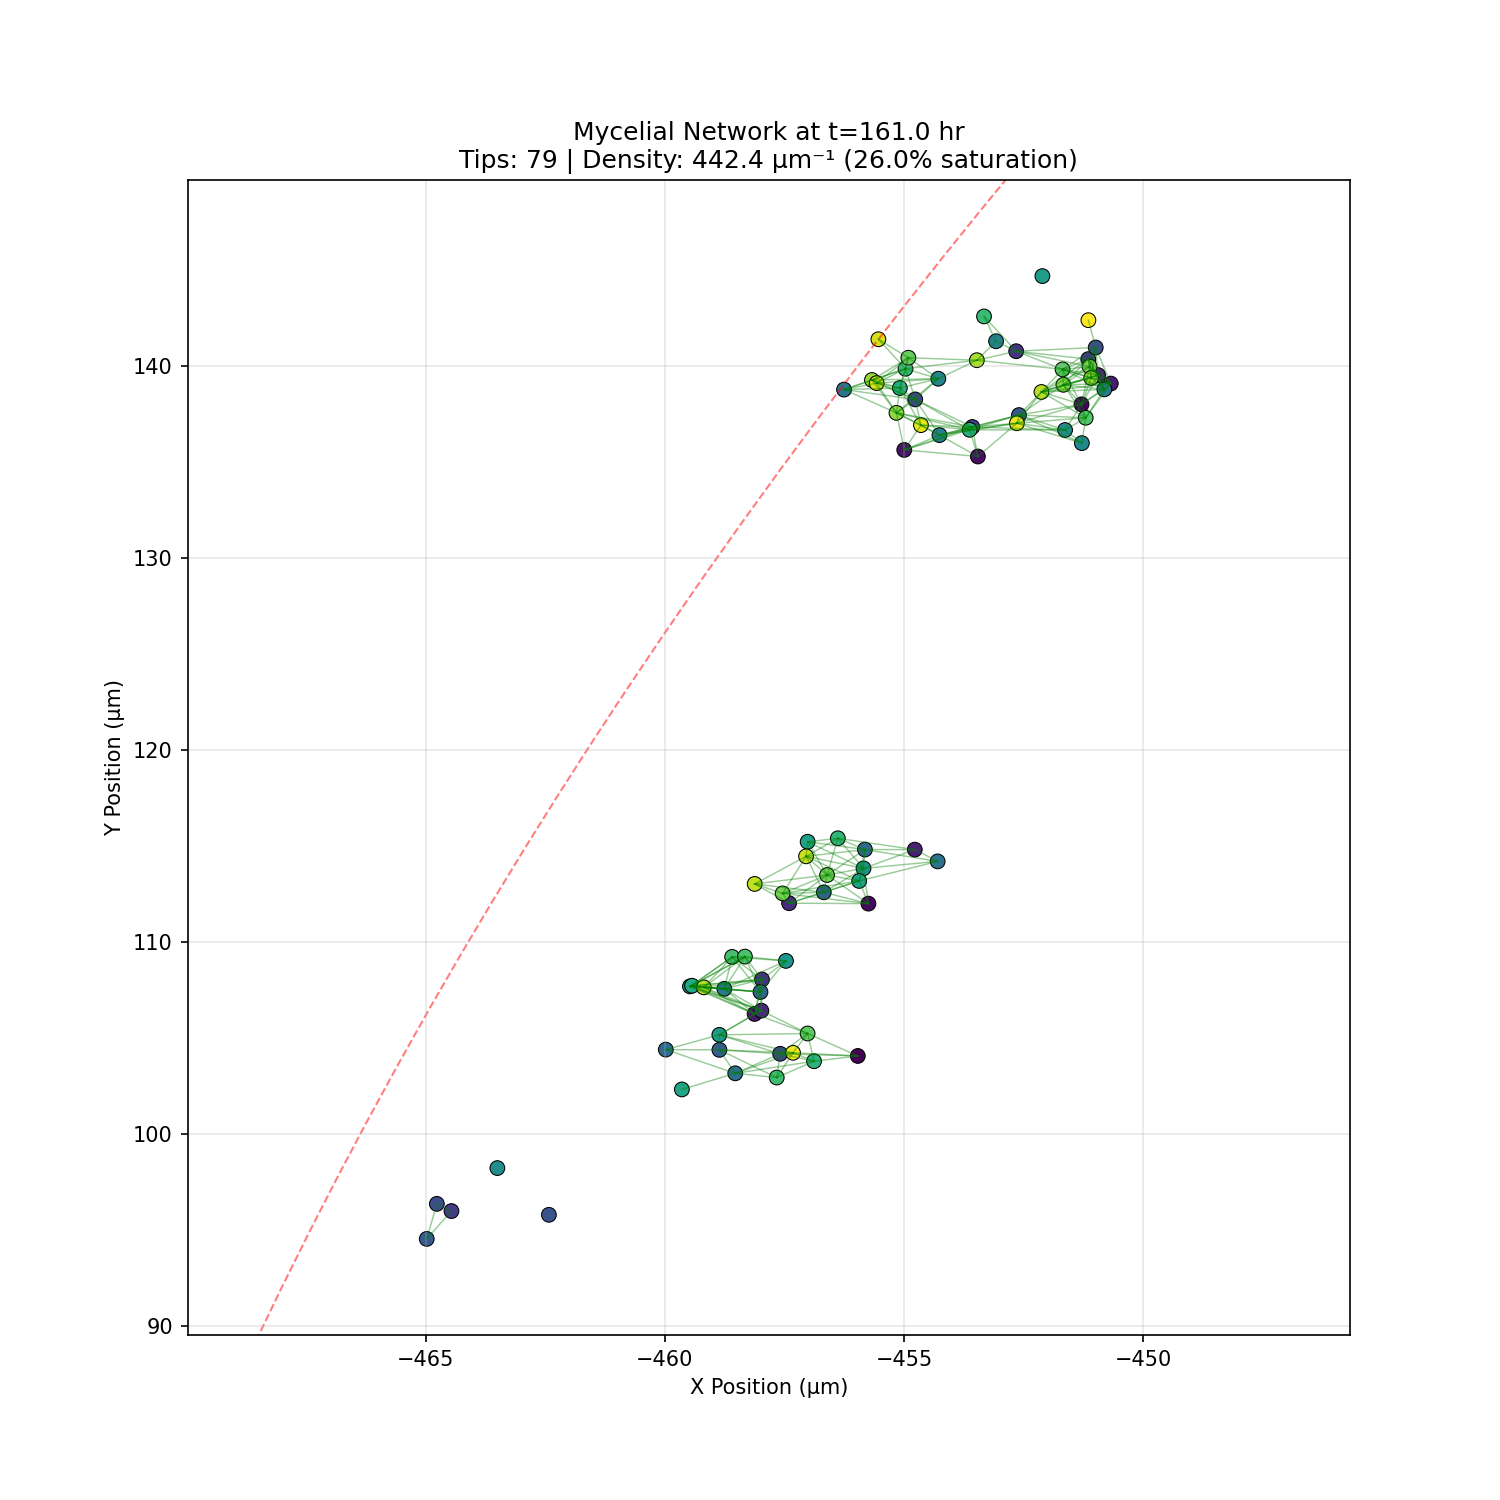 Mycelial Network at t=161.0 hr
Tips: 79 | Density: 442.4 μm⁻¹ (26.0% saturation)
140
130
120
110
100
90
Y Position (μm)
−465 −460 −455 −450
X Position (μm)